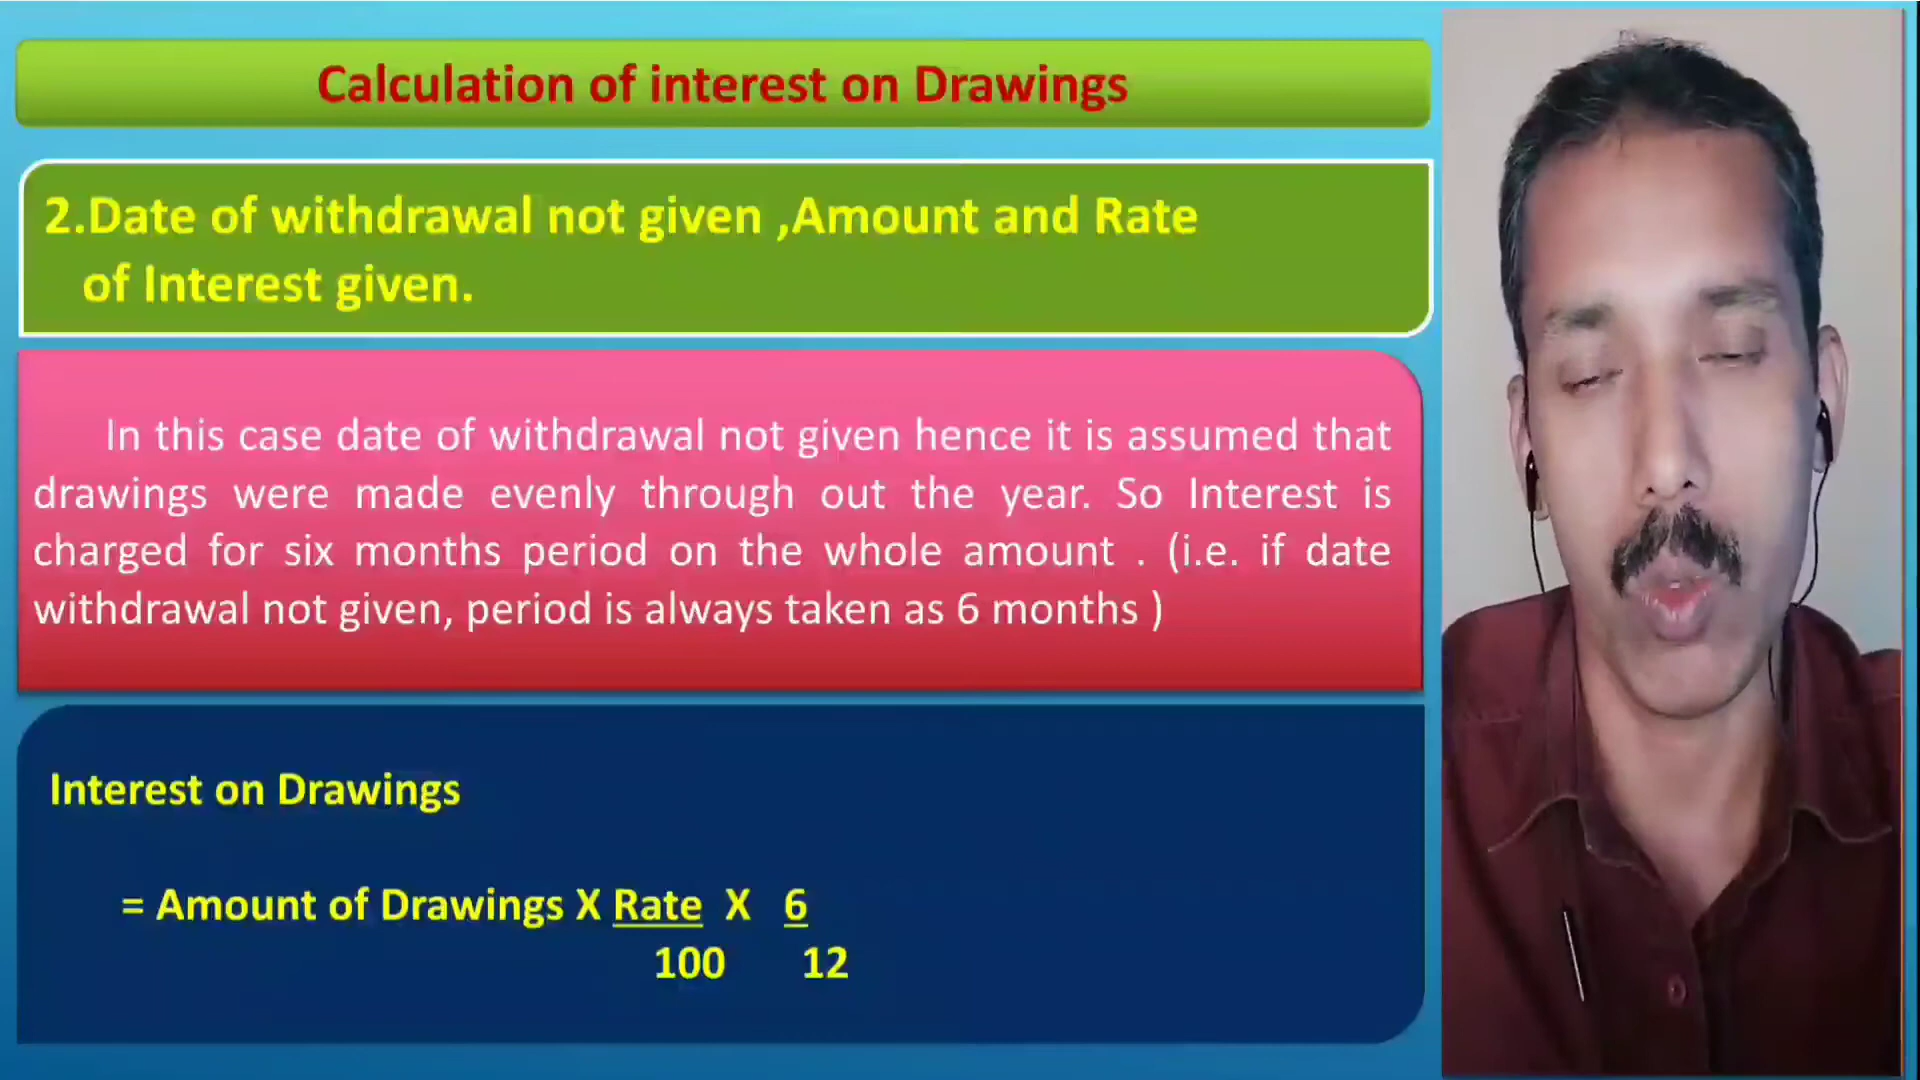 Calculation of interest on Drawings
2.Date of withdrawal not given ,Amount and Rate
of Interest given.
In this case date of withdrawal not given hence it is assumed that
drawings were made evenly through out the year. So Interest is
charged for six months period on the whole amount . (i.e. if date
withdrawal not given, period is always taken as 6 months )
Interest on Drawings
= Amount of Drawings X Rate X 6
100 12